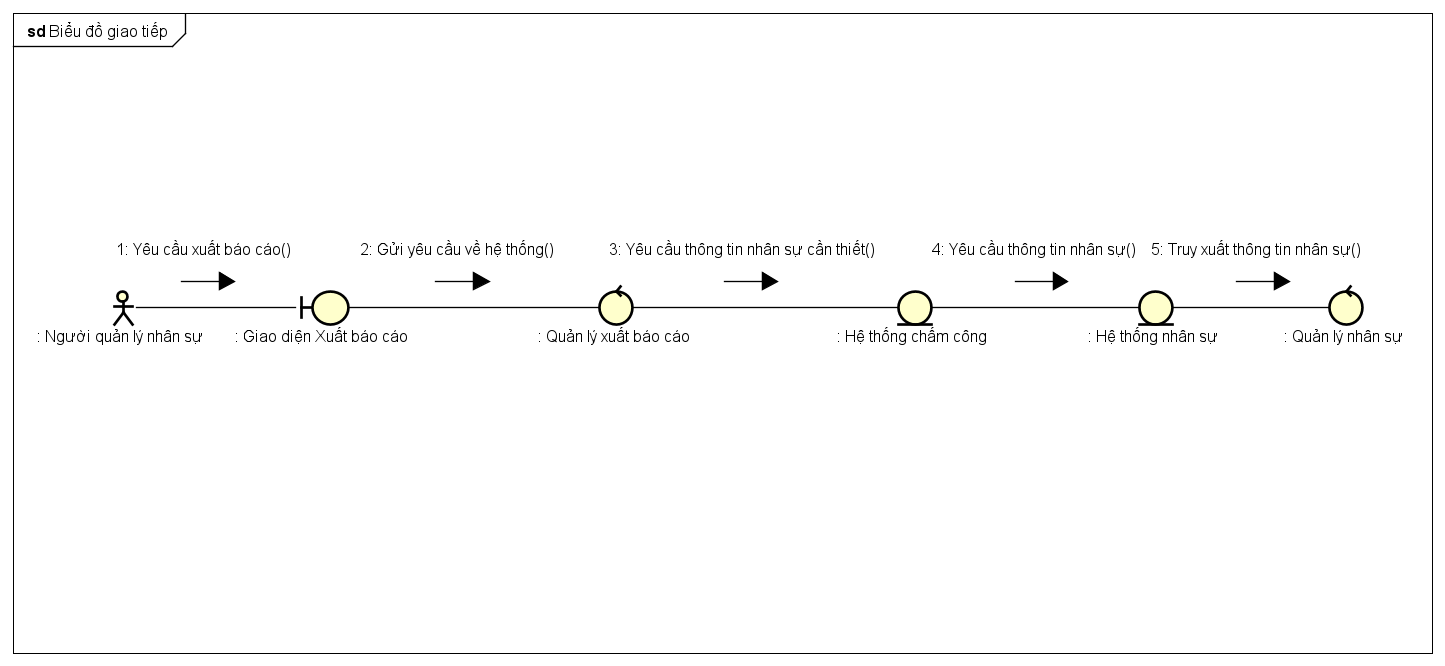 sd Biểu đồ giao tiếp
1: Yêu cầu xuất báo cáo()
2: Gửi yêu cầu về hệ thống()
3: Yêu cầu thông tin nhân sự cần thiết()
4: Yêu cầu thông tin nhân sự()
5: Truy xuất thông tin nhân sự()
: Người quản lý nhân sự
: Giao diện Xuất báo cáo
: Quản lý xuất báo cáo
: Hệ thống chấm công
: Hệ thống nhân sự
: Quản lý nhân sự